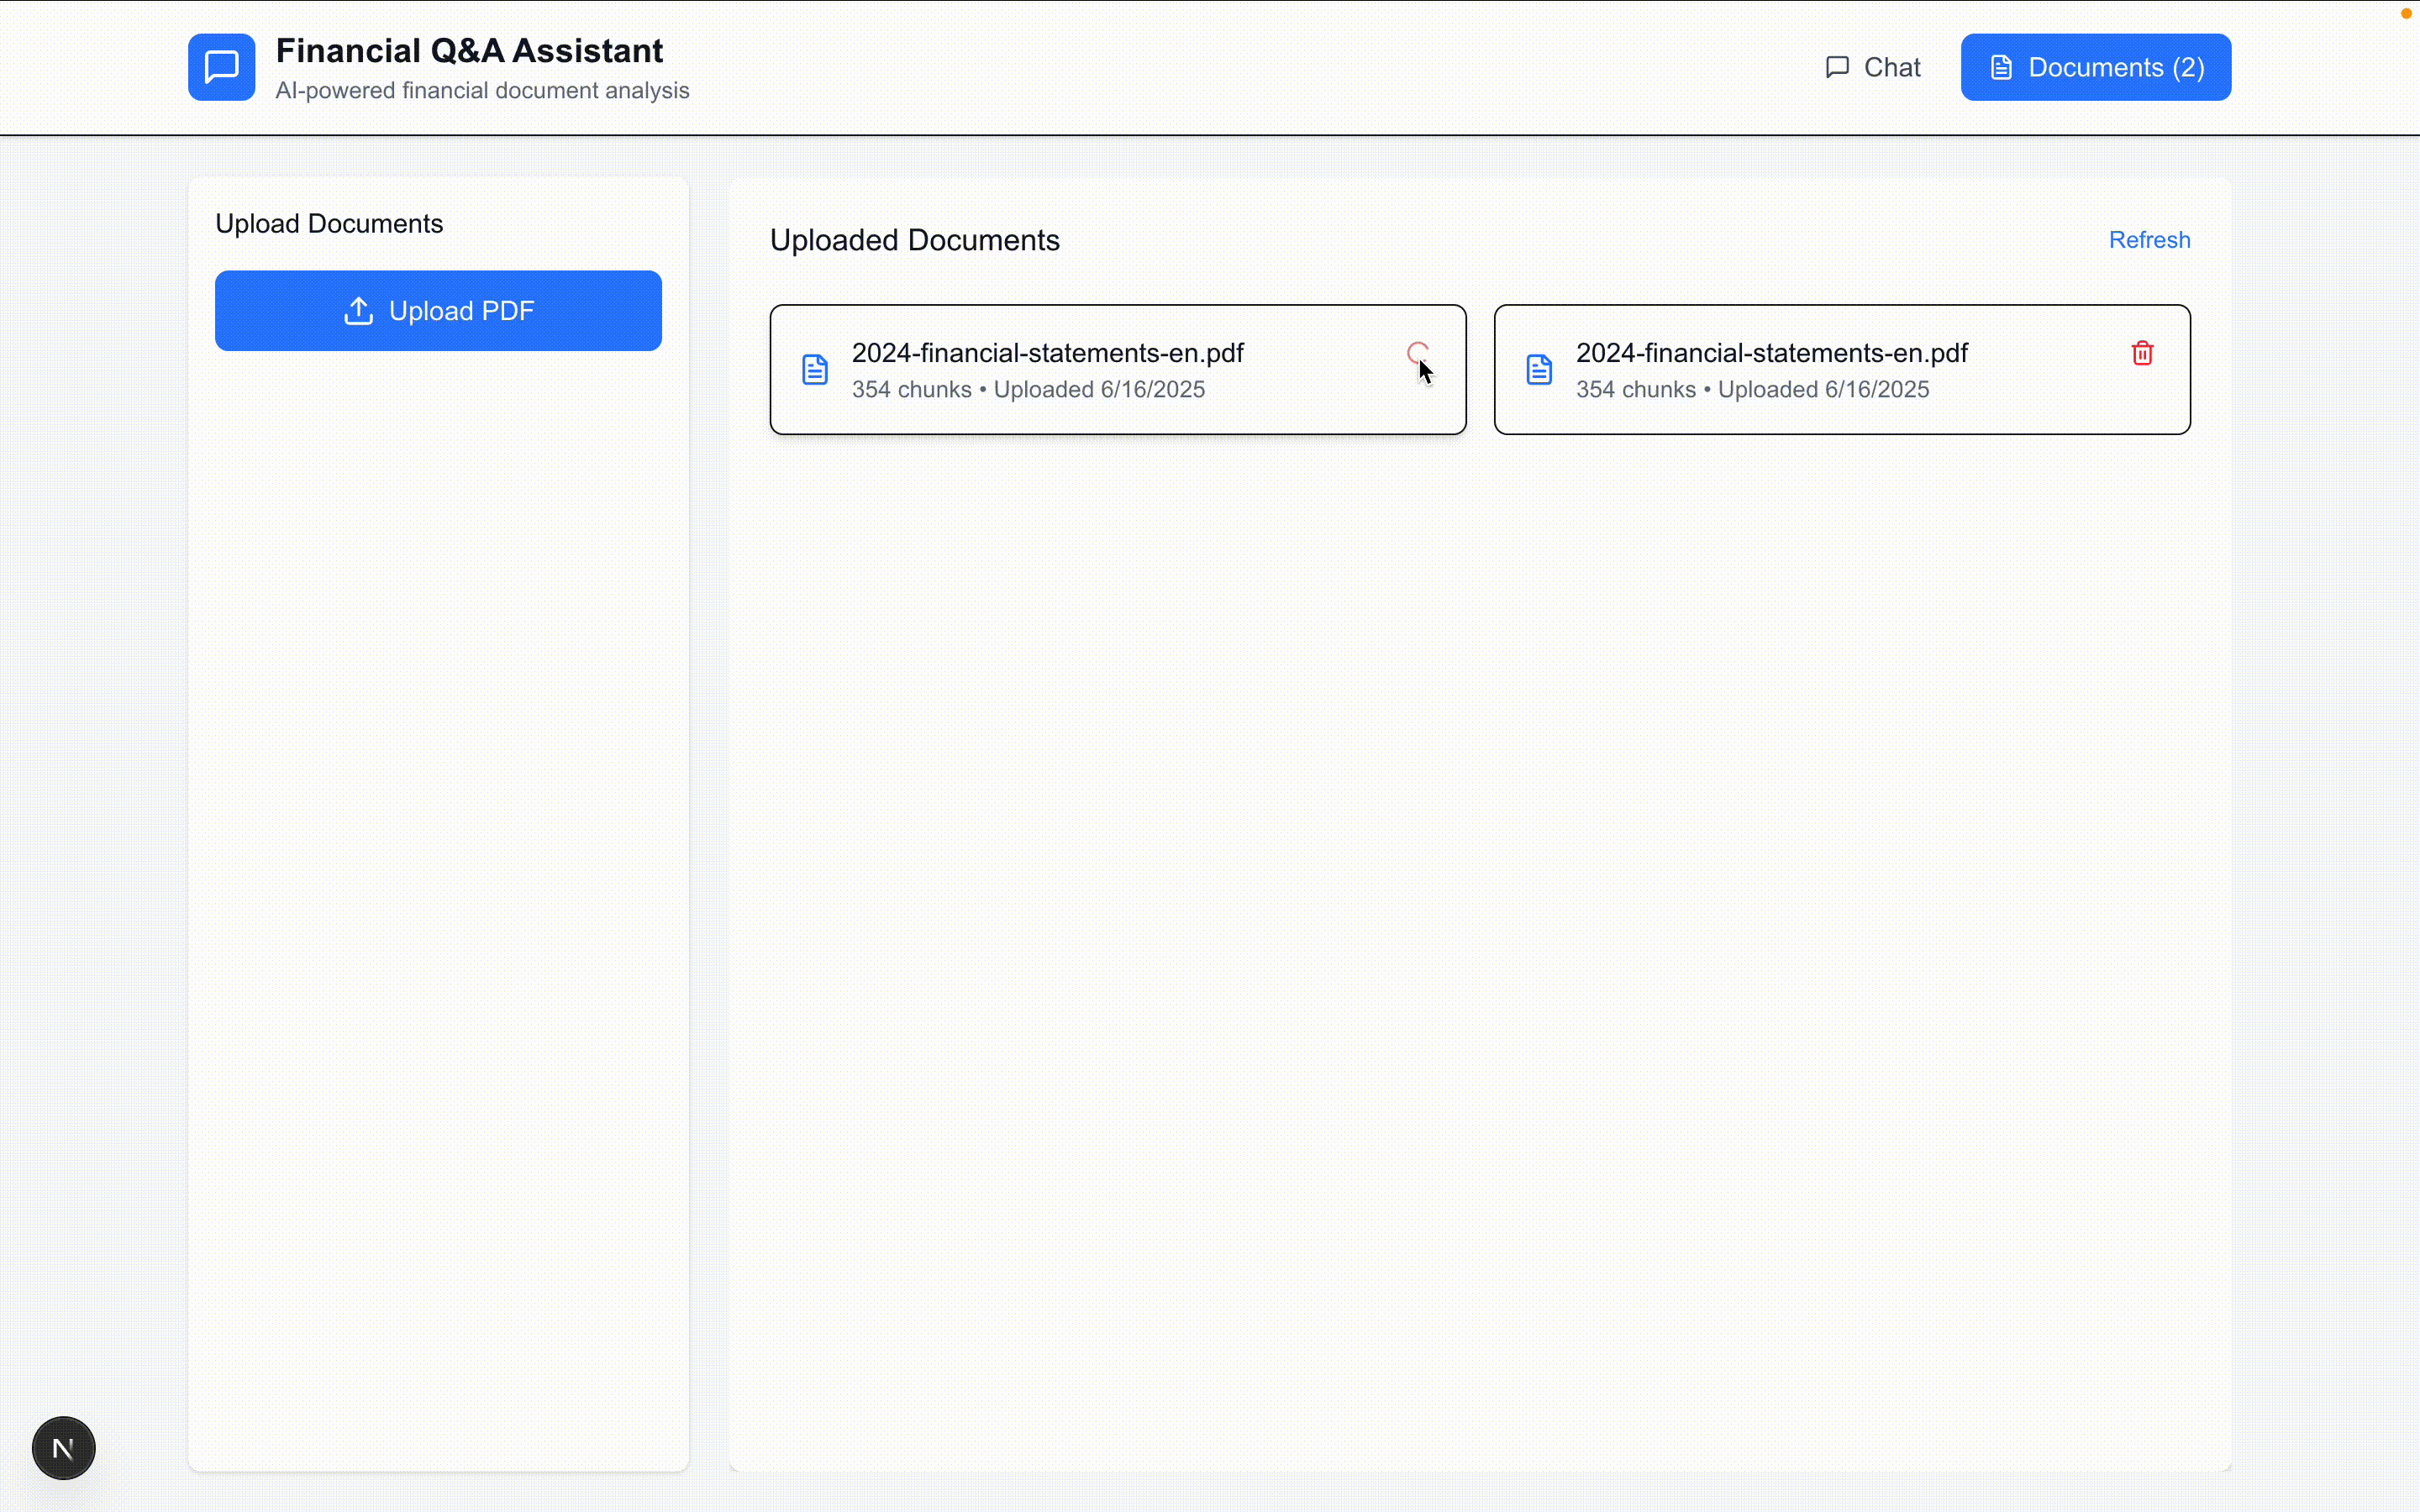 Financial Q&A Assistant
AI-powered financial document analysis
Chat
Documents (2)
Upload Documents
Upload PDF
Uploaded Documents
Refresh
2024-financial-statements-en.pdf
354 chunks • Uploaded 6/16/2025
2024-financial-statements-en.pdf
354 chunks • Uploaded 6/16/2025
N